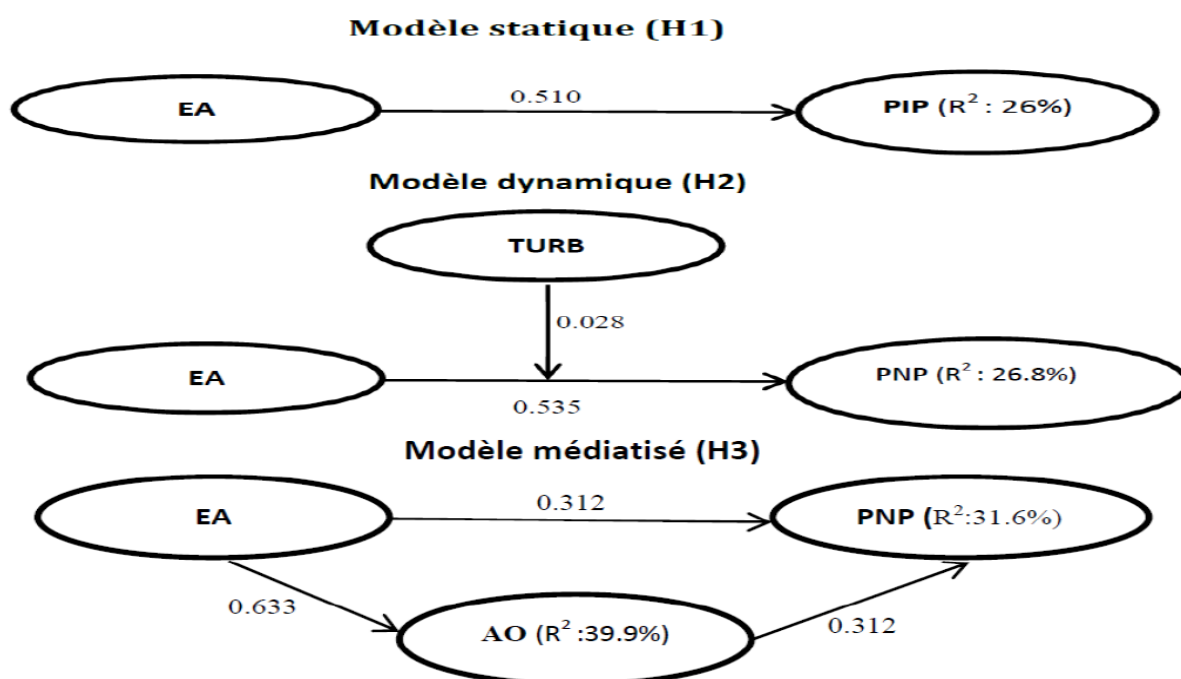 Modèle statique (H1)
EA
0.510
PIP (R² : 26%)
Modèle dynamique (H2)
TURB
0.028
EA
0.535
PNP (R² : 26.8%)
Modèle médiatisé (H3)
EA
0.312
PNP (R²:31.6%)
0.633
AO (R² :39.9%)
0.312